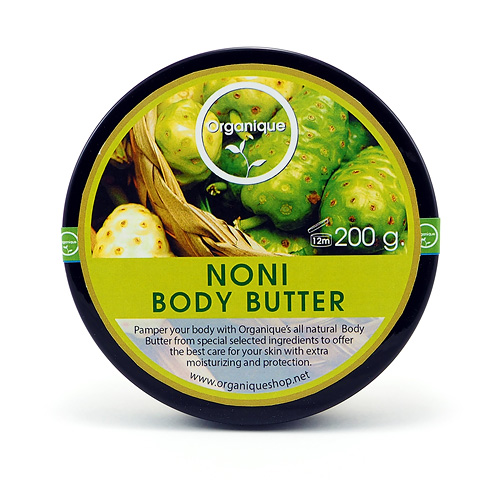 Organique
12m
200 g.
Organique
NONI
BODY BUTTER
Pamper your body with Organique's all natural Body
Butter from special selected ingredients to offer
the best care for your skin with extra
moisturizing and protection.
www.organiqueshop.net